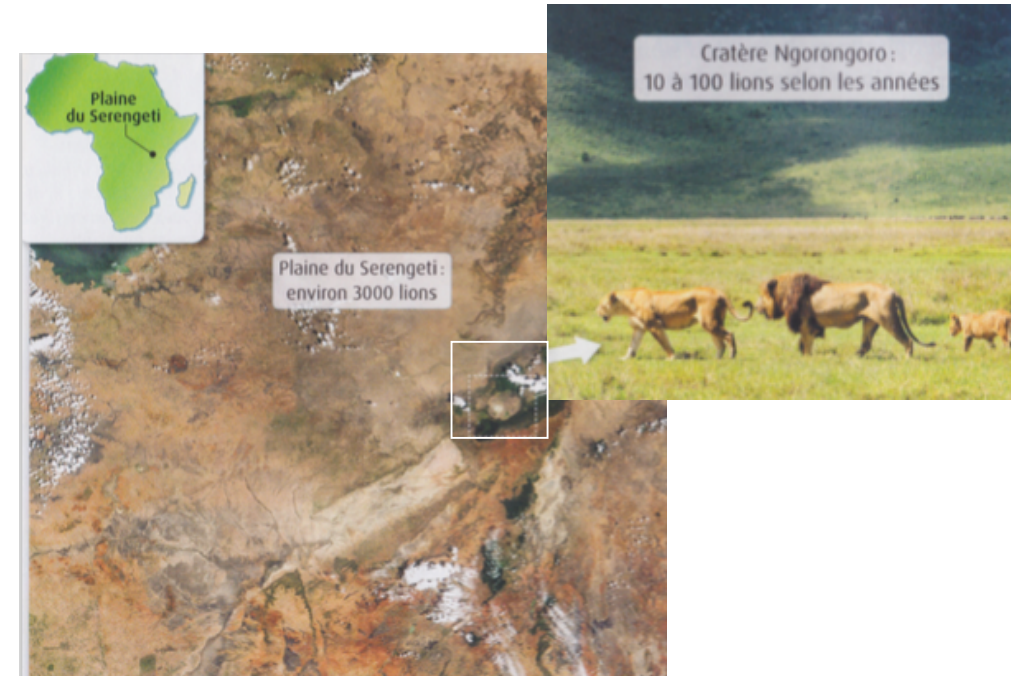 Plaine
du Serengeti
Plaine du Serengeti :
environ 3000 lions
Cratère Ngorongoro :
10 à 100 lions selon les années